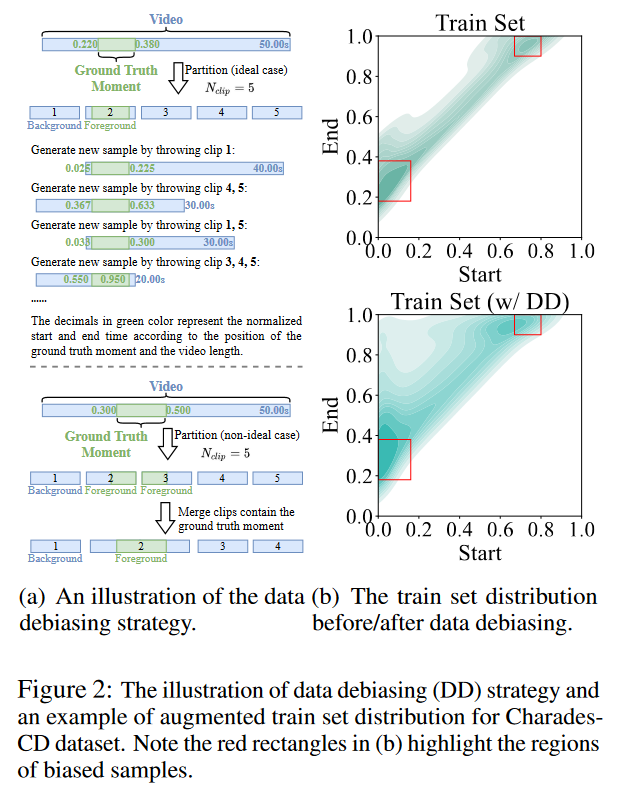 Video
0.220 0.380 50.00s
Ground Truth Moment
Partition (ideal case)
N_clip = 5
1 2 3 4 5
Background Foreground
Generate new sample by throwing clip 1:
0.025 0.225 40.00s
Generate new sample by throwing clip 4, 5:
0.367 0.633 30.00s
Generate new sample by throwing clip 1, 5:
0.033 0.300 30.00s
Generate new sample by throwing clip 3, 4, 5:
0.550 0.950 20.00s
......
The decimals in green color represent the normalized
start and end time according to the position of the
ground truth moment and the video length.
Video
0.300 0.500 50.00s
Ground Truth Moment
Partition (non-ideal case)
N_clip = 5
1 2 3 4 5
Background Foreground Foreground
Merge clips contain the
ground truth moment
1 2 3 4
Background Foreground
(a) An illustration of the data
debiasing strategy.
Train Set
End
1.0
0.8
0.6
0.4
0.2
0.0
0.0 0.2 0.4 0.6 0.8 1.0
Start
Train Set (w/ DD)
End
1.0
0.8
0.6
0.4
0.2
0.0
0.0 0.2 0.4 0.6 0.8 1.0
Start
(b) The train set distribution
before/after data debiasing.
Figure 2: The illustration of data debiasing (DD) strategy and
an example of augmented train set distribution for Charades-
CD dataset. Note the red rectangles in (b) highlight the regions
of biased samples.